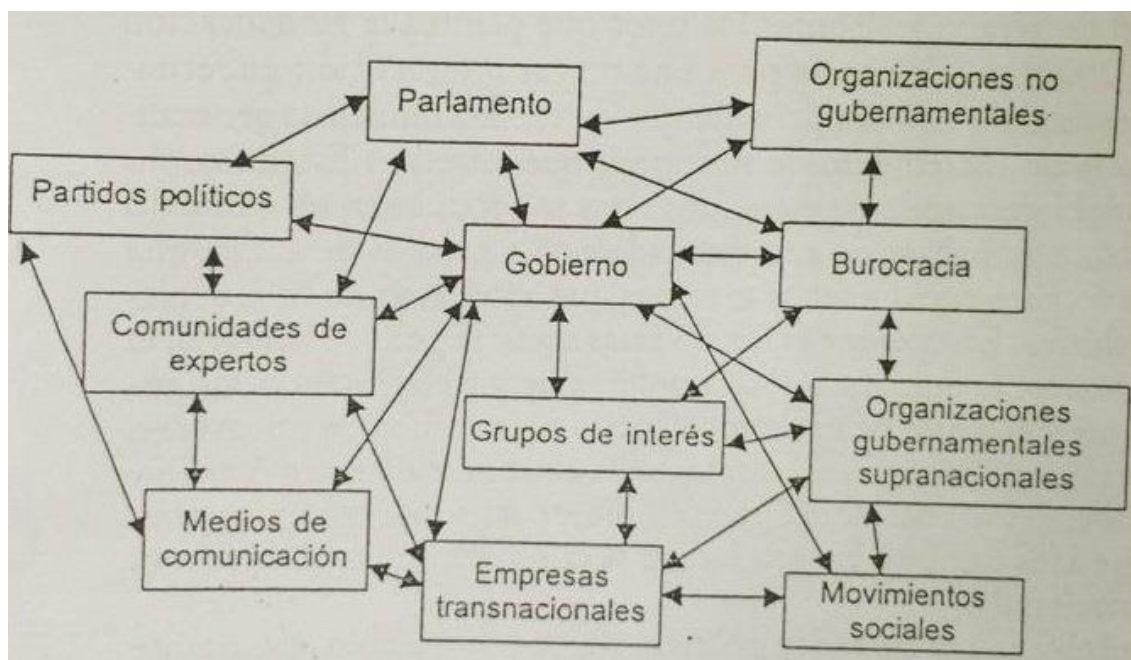 Parlamento
Organizaciones no
gubernamentales
Partidos políticos
Gobierno
Burocracia
Comunidades de
expertos
Grupos de interés
Organizaciones
gubernamentales
supranacionales
Medios de
comunicación
Empresas
transnacionales
Movimientos
sociales